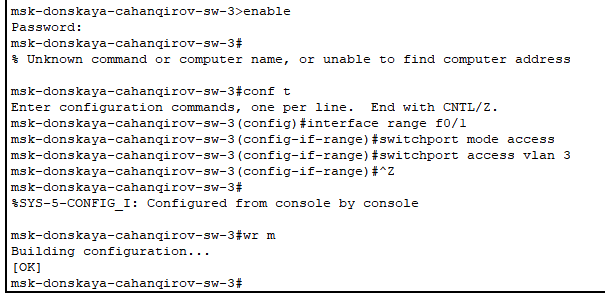 msk-donskaya-cahanqirov-sw-3>enable
Password:
msk-donskaya-cahanqirov-sw-3#
% Unknown command or computer name, or unable to find computer address
msk-donskaya-cahanqirov-sw-3#conf t
Enter configuration commands, one per line.  End with CNTL/Z.
msk-donskaya-cahanqirov-sw-3(config)#interface range f0/1
msk-donskaya-cahanqirov-sw-3(config-if-range)#switchport mode access
msk-donskaya-cahanqirov-sw-3(config-if-range)#switchport access vlan 3
msk-donskaya-cahanqirov-sw-3(config-if-range)#^Z
msk-donskaya-cahanqirov-sw-3#
%SYS-5-CONFIG_I: Configured from console by console
msk-donskaya-cahanqirov-sw-3#wr m
Building configuration...
[OK]
msk-donskaya-cahanqirov-sw-3#